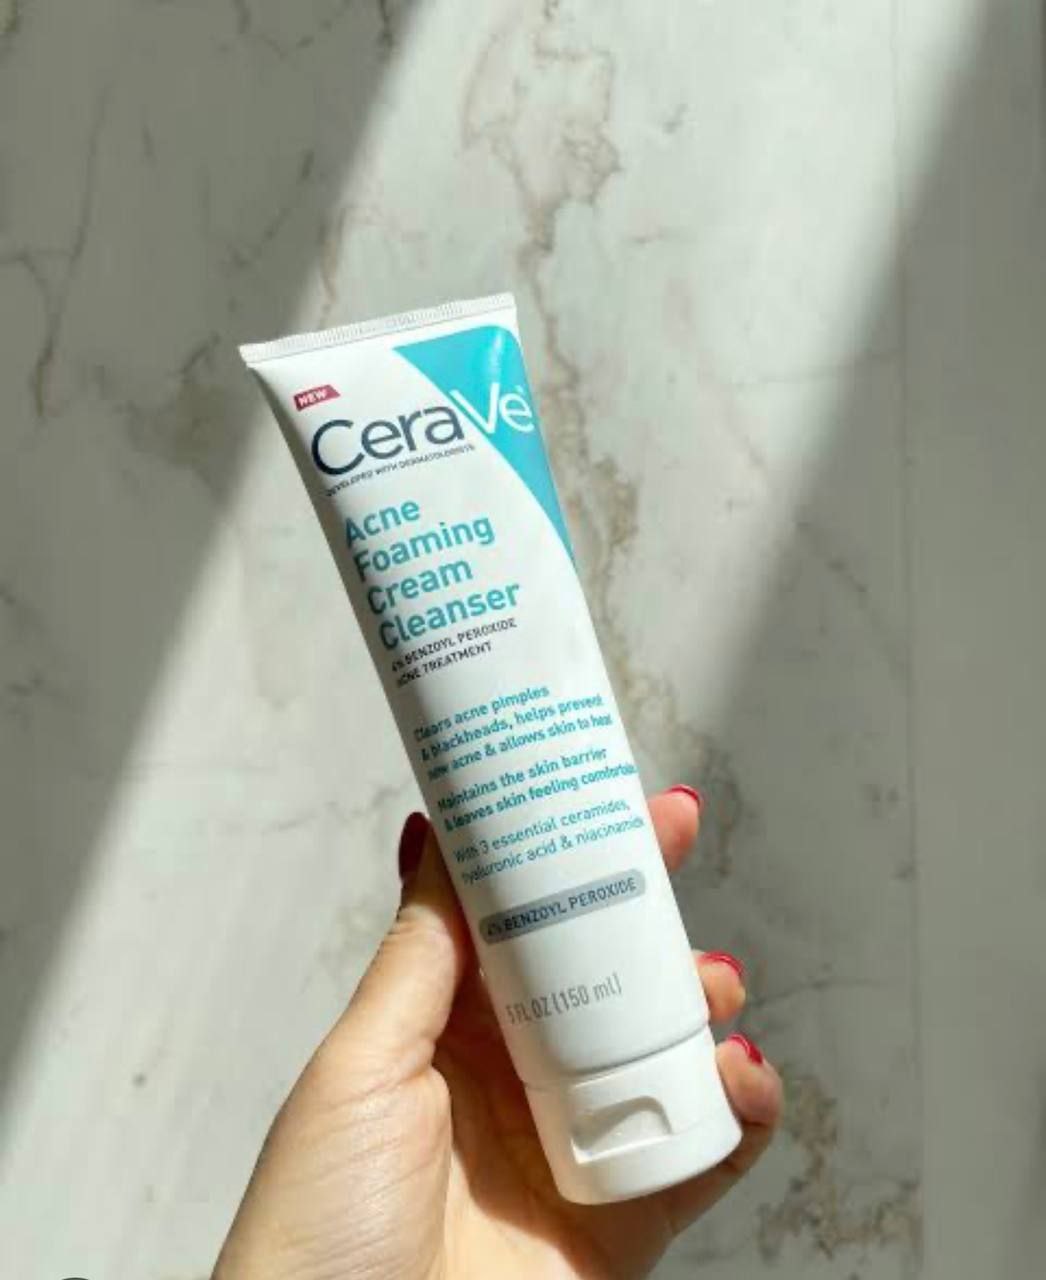 NEW
CeraVe
DEVELOPED WITH DERMATOLOGISTS
Acne
Foaming
Cream
Cleanser
4% BENZOYL PEROXIDE
ACNE TREATMENT
Clears acne pimples
& blackheads, helps prevent
new acne & allows skin to heal
Maintains the skin barrier
& leaves skin feeling comfortable
With 3 essential ceramides,
hyaluronic acid & niacinamide
4% BENZOYL PEROXIDE
5 FL OZ (150 ml)